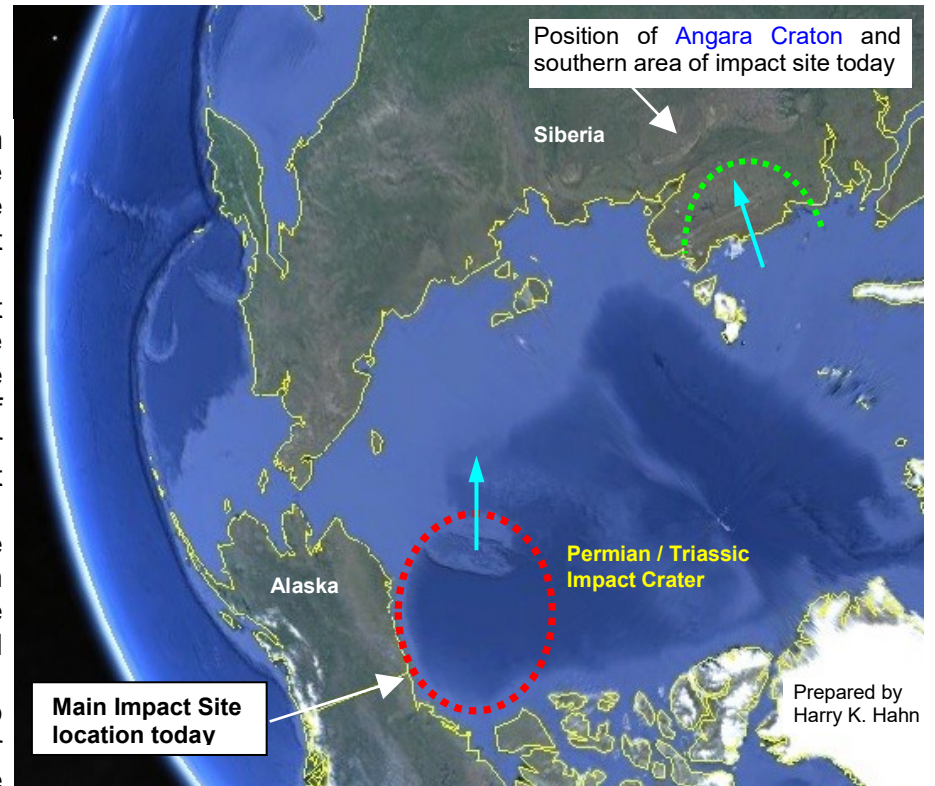 Position of Angara Craton and
southern area of impact site today
Siberia
Permian / Triassic
Impact Crater
Alaska
Main Impact Site
location today
Prepared by
Harry K. Hahn